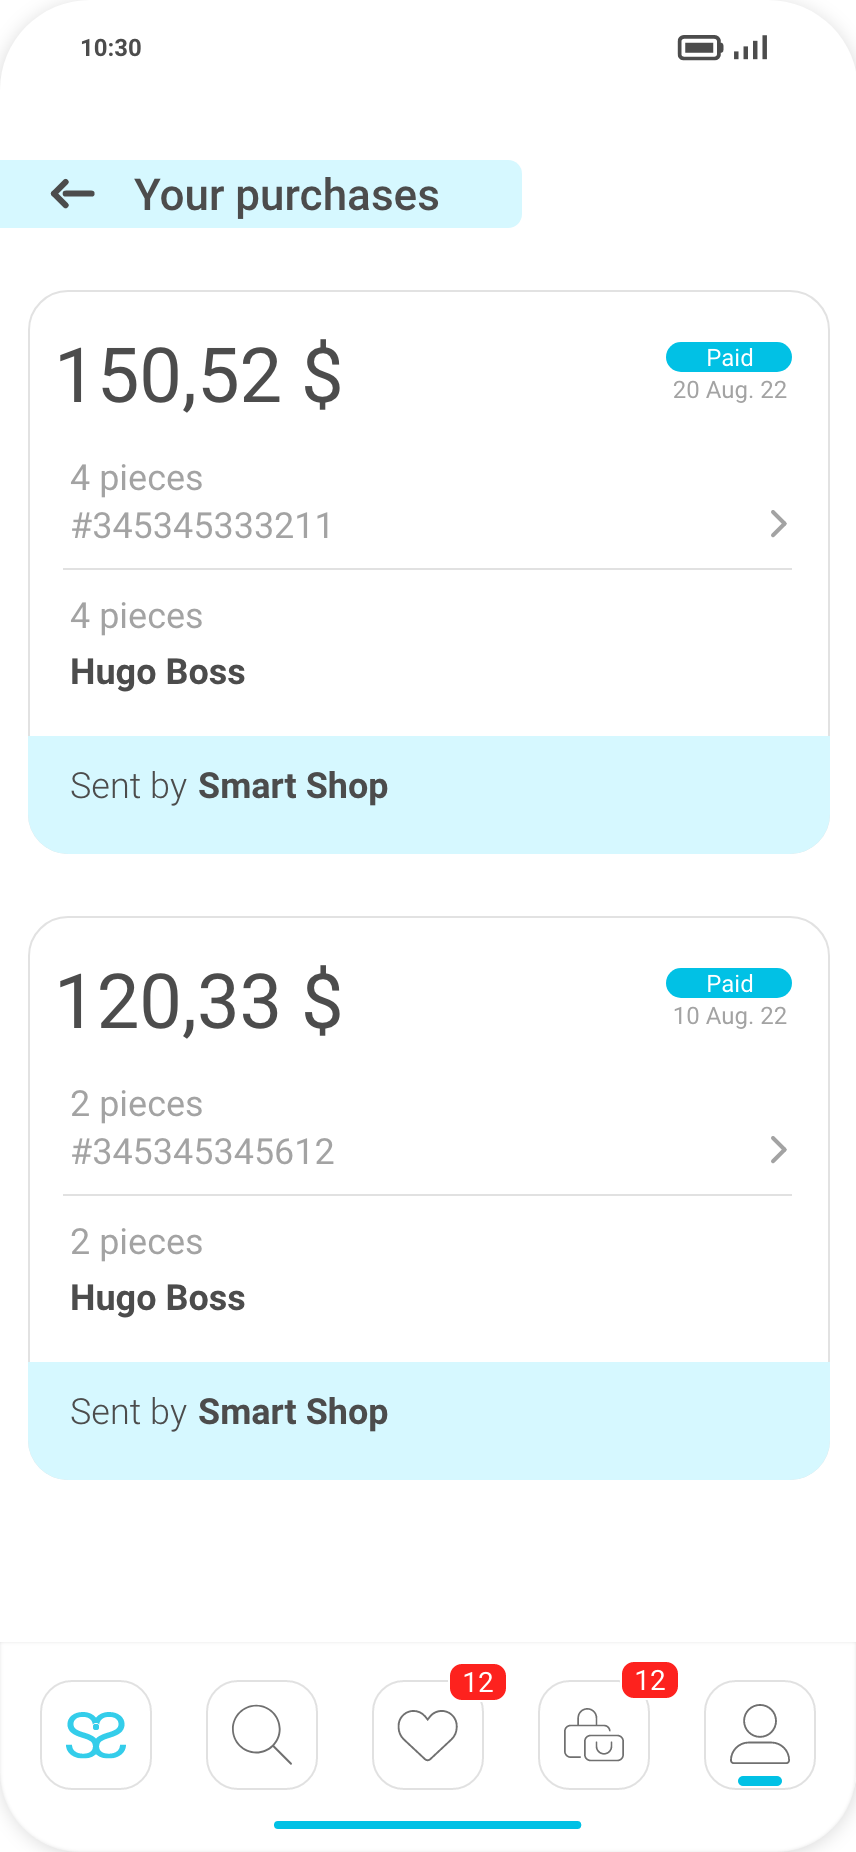 10:30
Your purchases
150,52 $
Paid
20 Aug. 22
4 pieces
#345345333211
4 pieces
Hugo Boss
Sent by Smart Shop
120,33 $
Paid
10 Aug. 22
2 pieces
#345345345612
2 pieces
Hugo Boss
Sent by Smart Shop
12
12